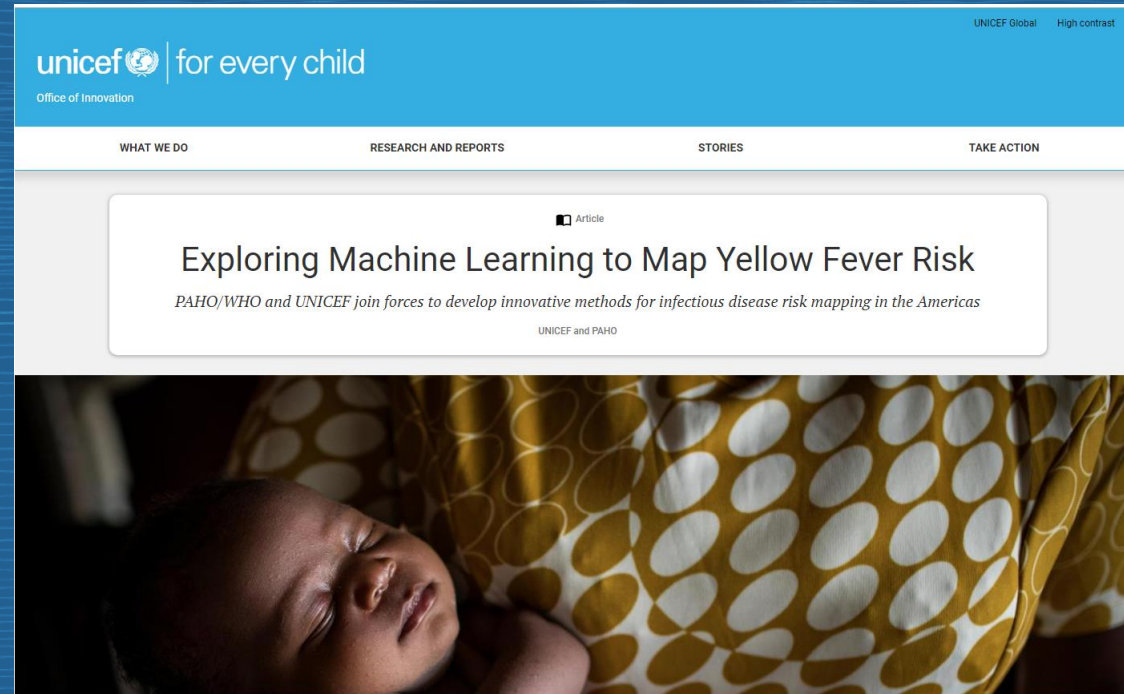 UNICEF Global High contrast
unicef for every child
Office of Innovation
WHAT WE DO RESEARCH AND REPORTS STORIES TAKE ACTION
Article
Exploring Machine Learning to Map Yellow Fever Risk
PAHO/WHO and UNICEF join forces to develop innovative methods for infectious disease risk mapping in the Americas
UNICEF and PAHO